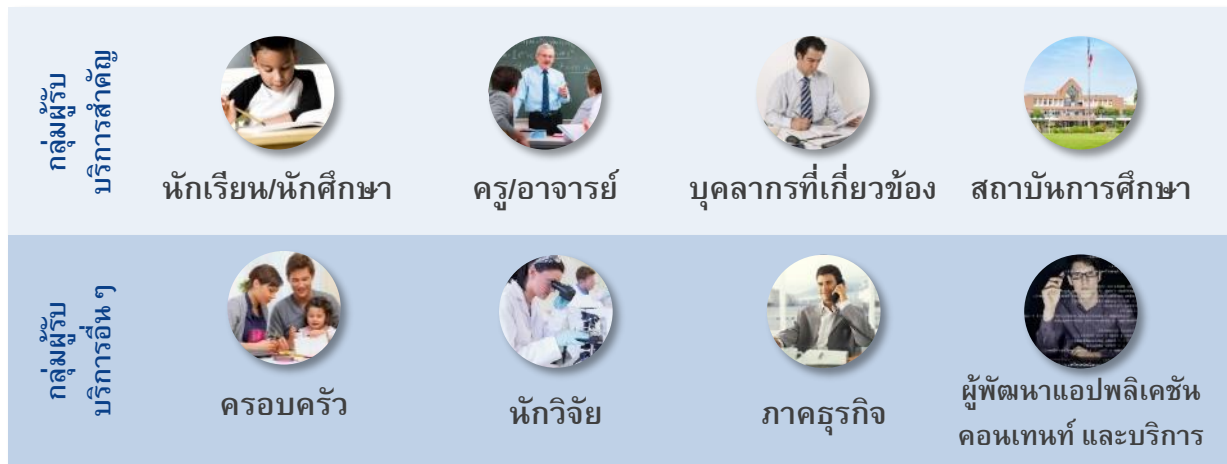 กลุ่มผู้รับ
บริการสำคัญ
นักเรียน/นักศึกษา
ครู/อาจารย์
บุคลากรที่เกี่ยวข้อง
สถาบันการศึกษา
กลุ่มผู้รับ
บริการอื่น ๆ
ครอบครัว
นักวิจัย
ภาคธุรกิจ
ผู้พัฒนาแอปพลิเคชัน
คอนเทนท์ และบริการ